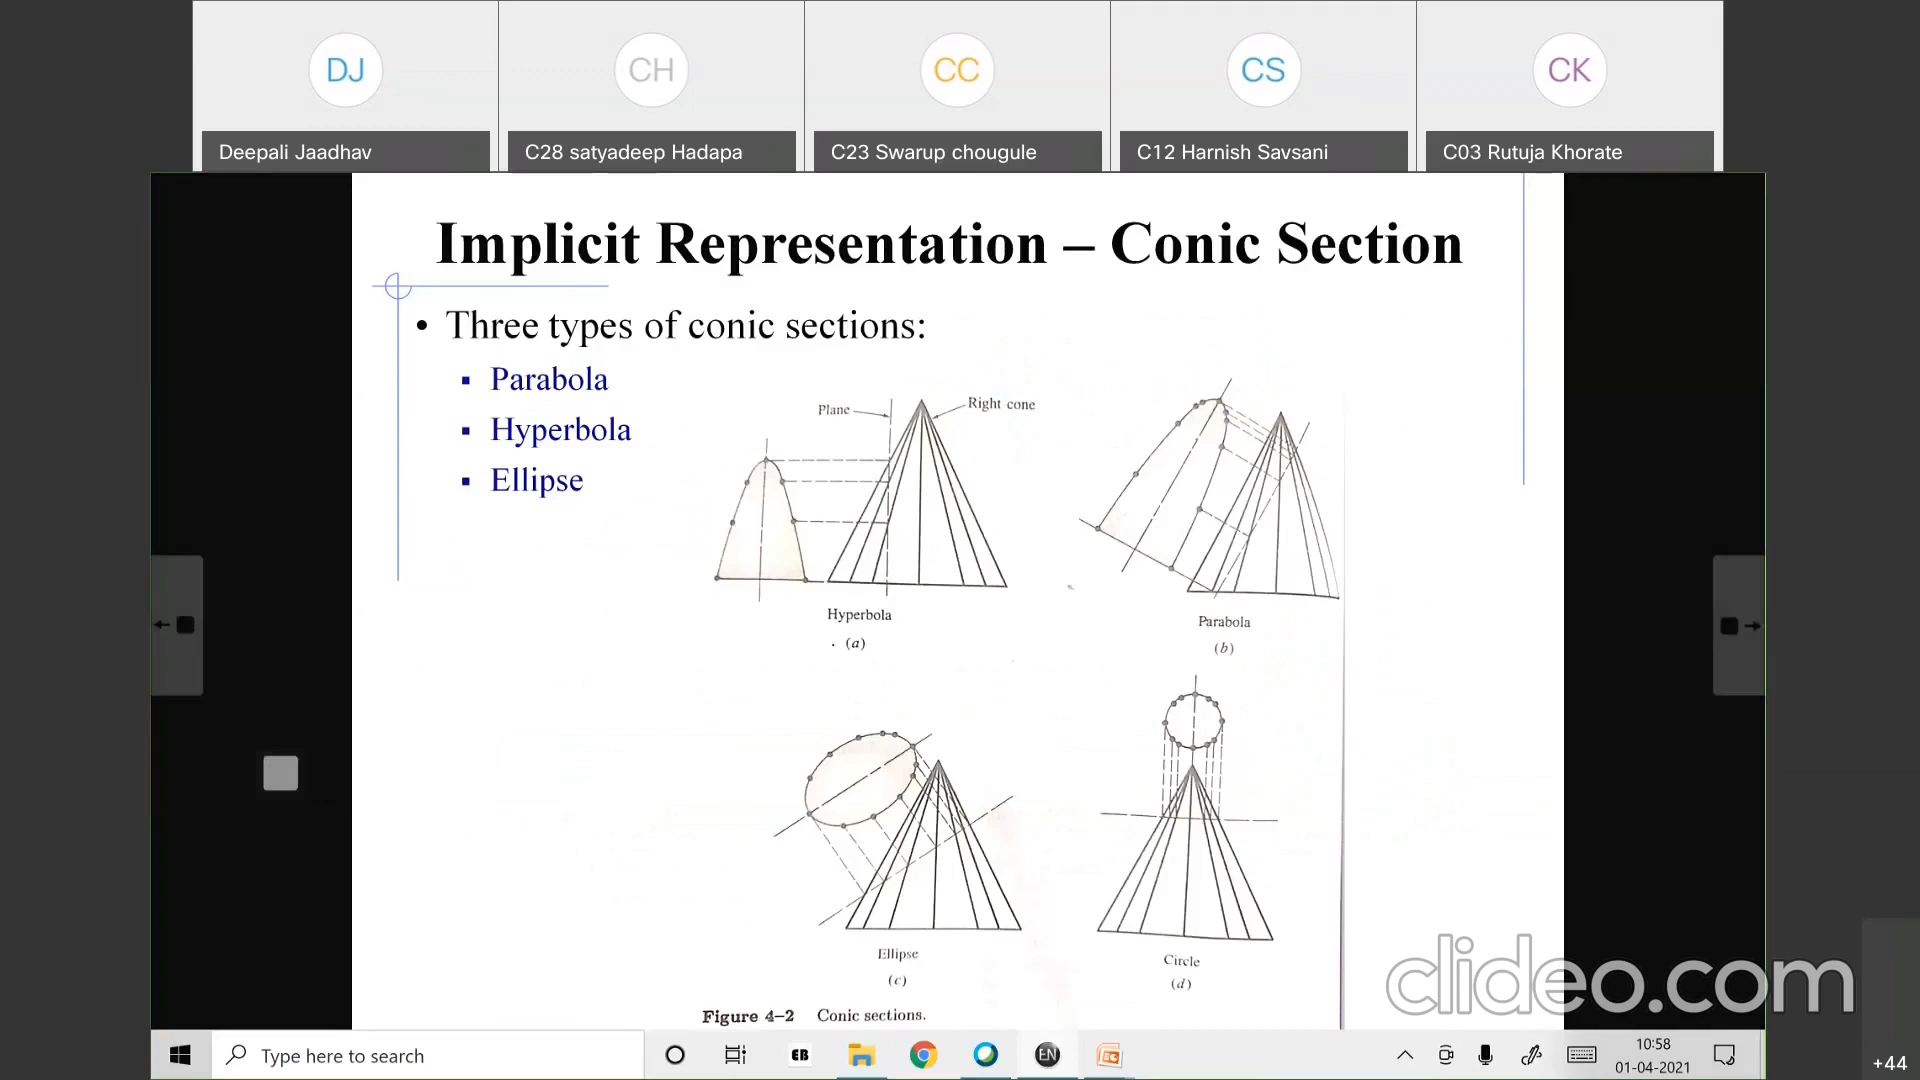 DJ
CH
CC
CS
CK
Deepali Jaadhav
C28 satyadeep Hadapa
C23 Swarup chougule
C12 Harnish Savsani
C03 Rutuja Khorate
Implicit Representation – Conic Section
• Three types of conic sections:
▪ Parabola
▪ Hyperbola
▪ Ellipse
Plane
Right cone
Hyperbola
(a)
Parabola
(b)
Ellipse
(c)
Circle
(d)
Figure 4–2 Conic sections.
clideo.com
Type here to search
EB
EN
10:58
01-04-2021
+44